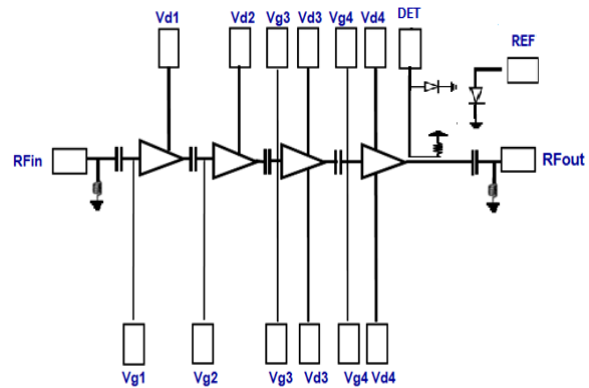 Vd1 Vd2 Vg3 Vd3 Vg4 Vd4 DET
REF
RFin
RFout
Vg1 Vg2 Vg3 Vd3 Vg4 Vd4